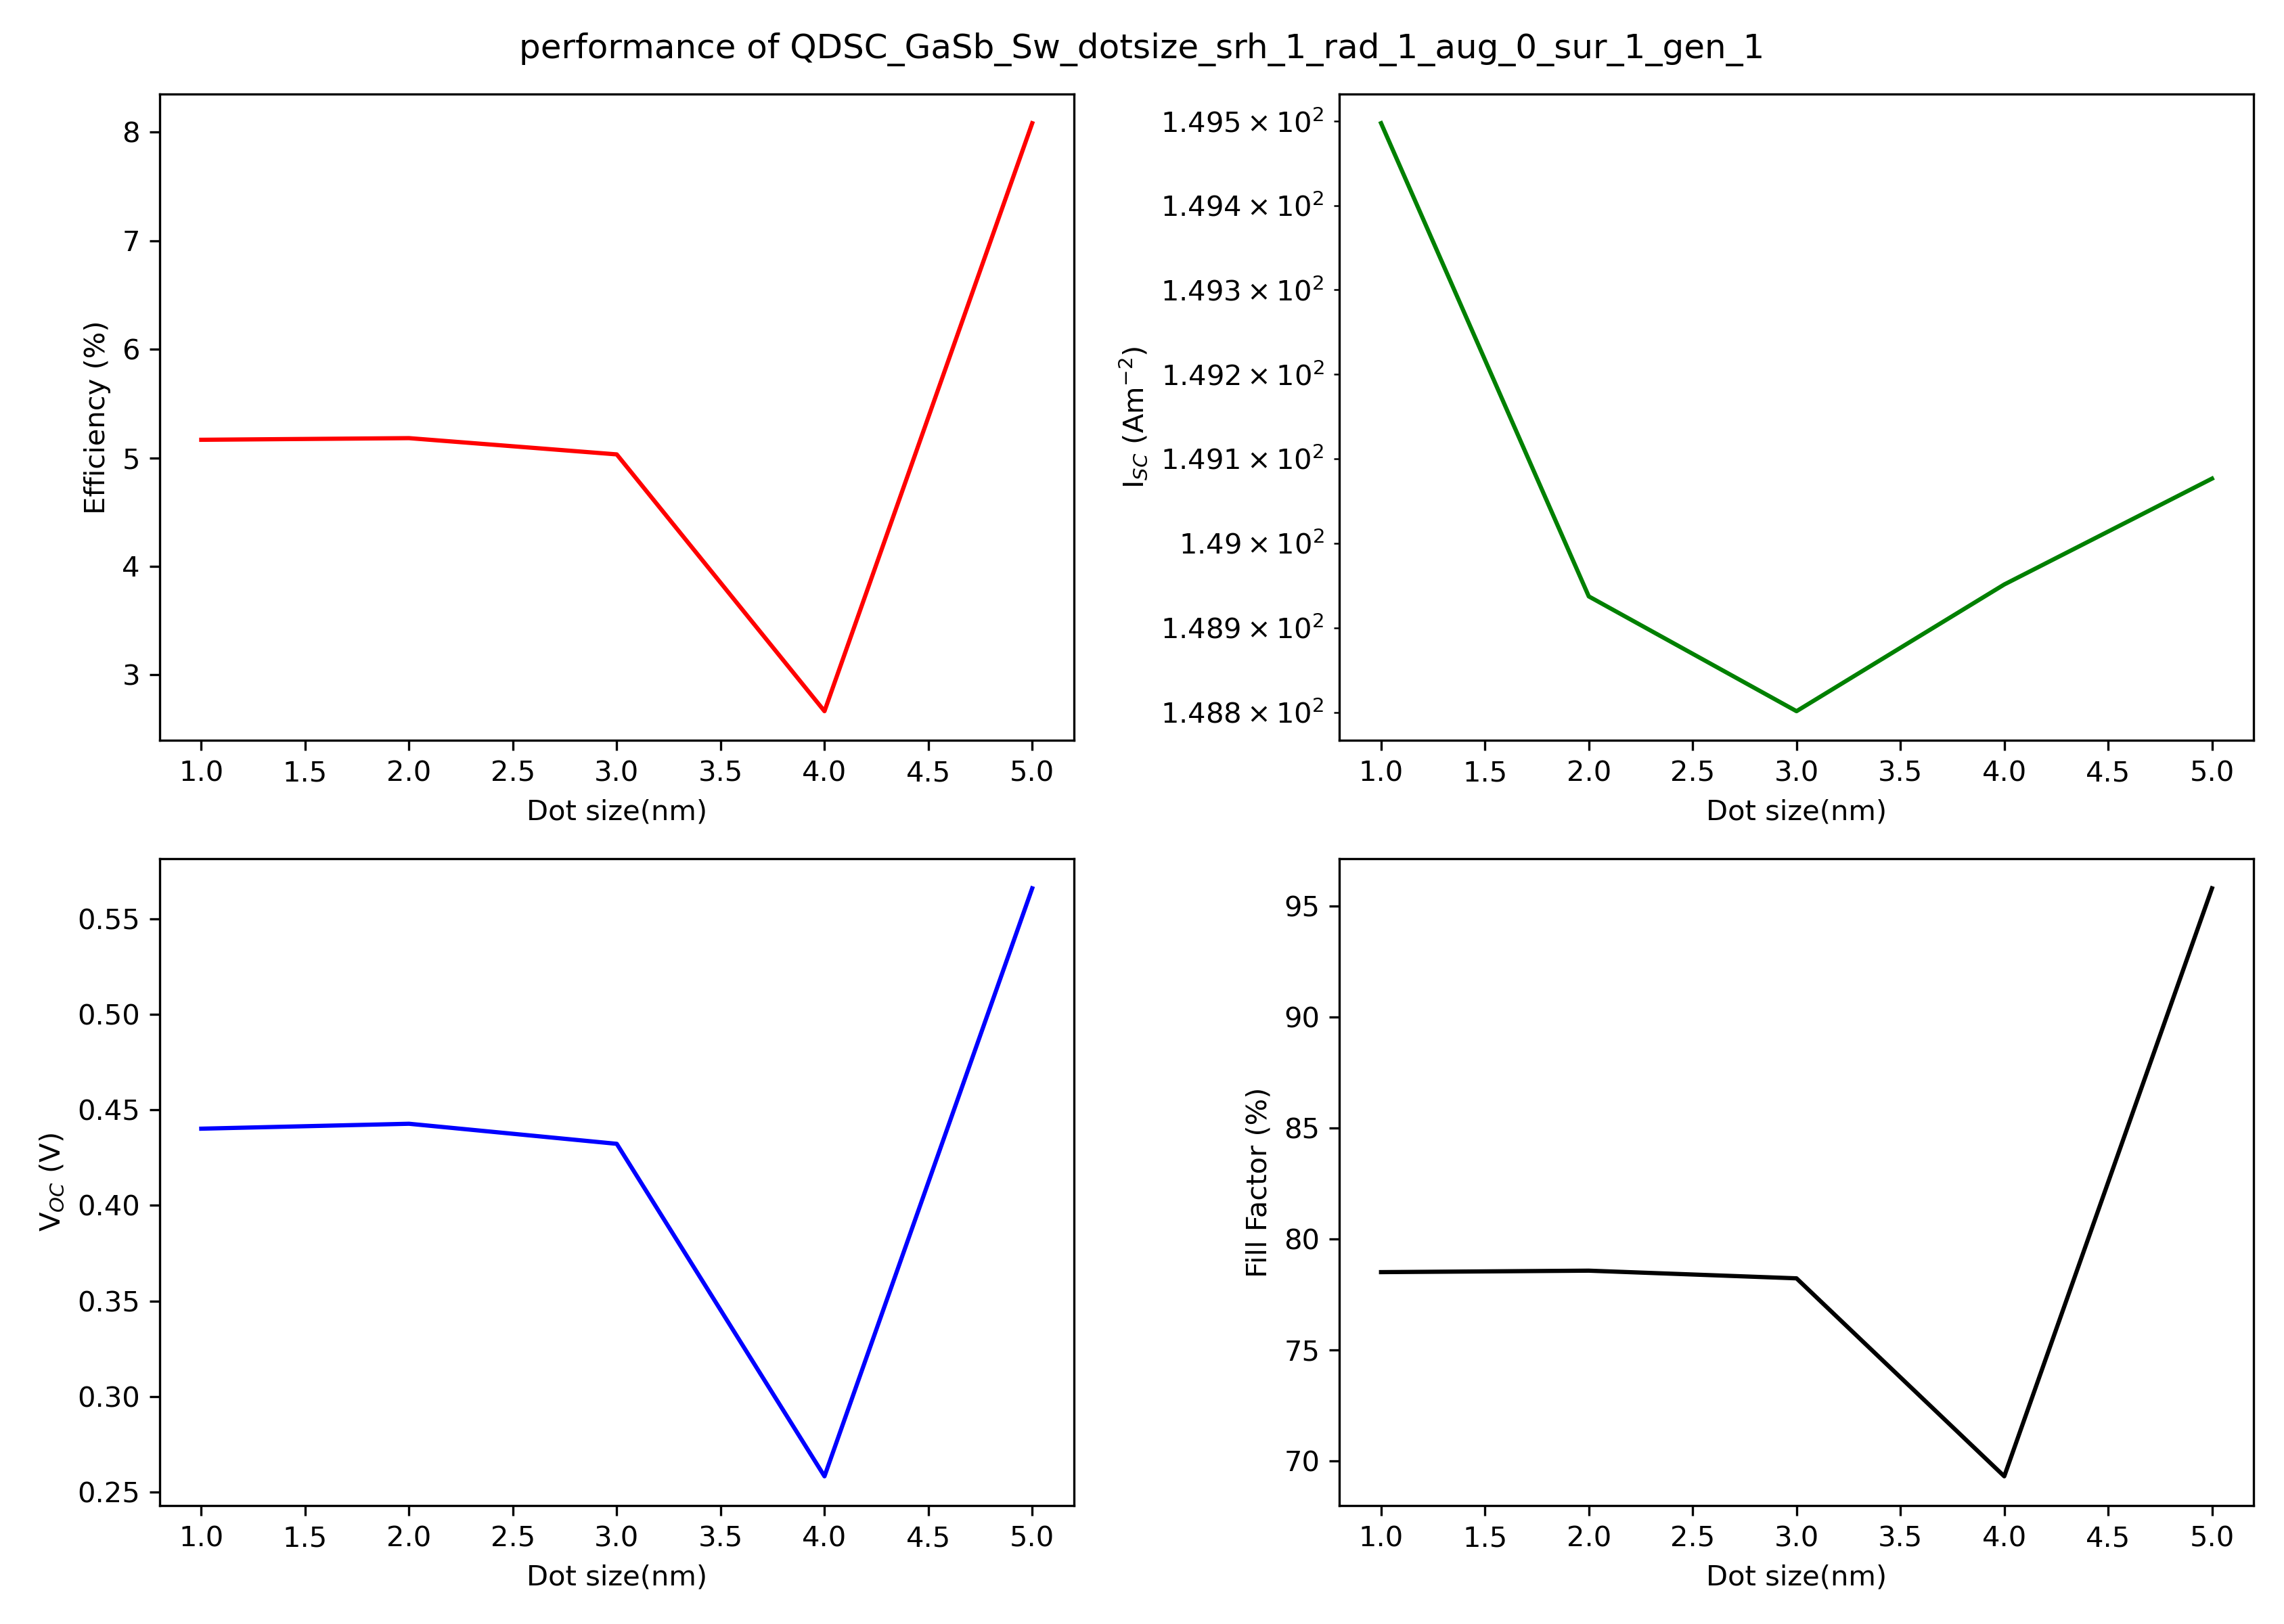 performance of QDSC_GaSb_Sw_dotsize_srh_1_rad_1_aug_0_sur_1_gen_1
Efficiency (%)
8
7
6
5
4
3
1.0 1.5 2.0 2.5 3.0 3.5 4.0 4.5 5.0
Dot size(nm)
I_SC (Am⁻²)
1.495 × 10²
1.494 × 10²
1.493 × 10²
1.492 × 10²
1.491 × 10²
1.49 × 10²
1.489 × 10²
1.488 × 10²
1.0 1.5 2.0 2.5 3.0 3.5 4.0 4.5 5.0
Dot size(nm)
V_OC (V)
0.55
0.50
0.45
0.40
0.35
0.30
0.25
1.0 1.5 2.0 2.5 3.0 3.5 4.0 4.5 5.0
Dot size(nm)
Fill Factor (%)
95
90
85
80
75
70
1.0 1.5 2.0 2.5 3.0 3.5 4.0 4.5 5.0
Dot size(nm)